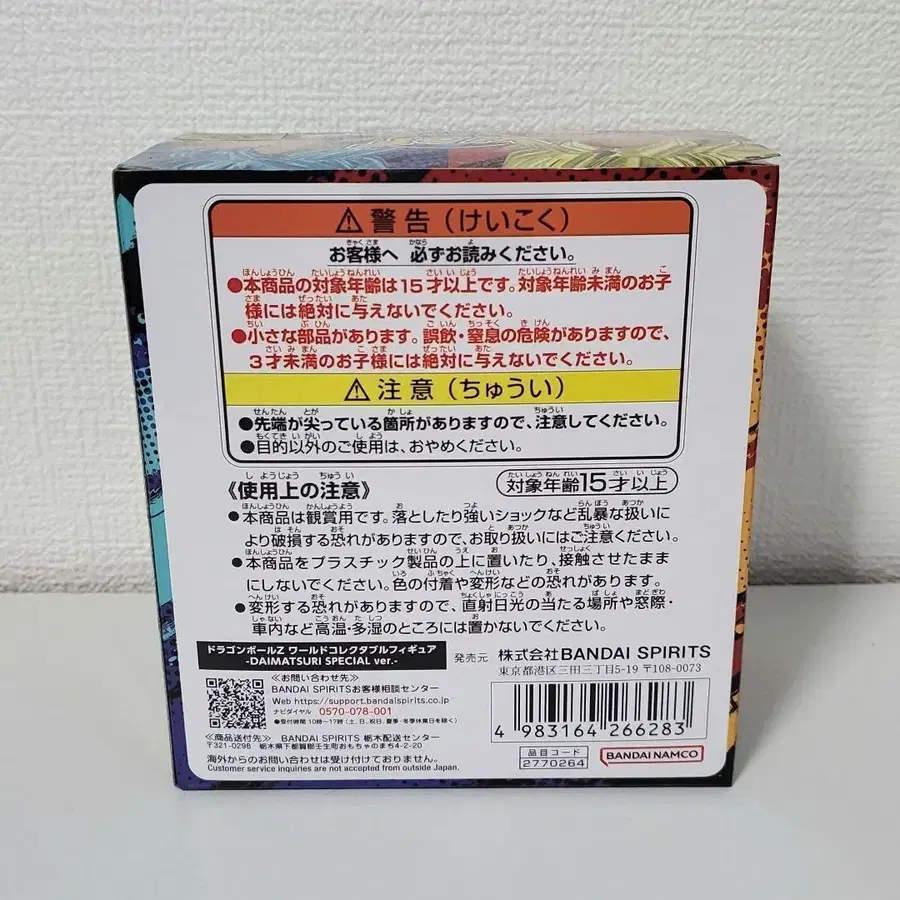 ⚠警告(けいこく)
お客様へ 必ずお読みください。
●本商品の対象年齢は15才以上です。対象年齢未満のお子
様には絶対に与えないでください。
●小さな部品があります。誤飲・窒息の危険がありますので、
3才未満のお子様には絶対に与えないでください。
⚠注意(ちゅうい)
●先端が尖っている箇所がありますので、注意してください。
●目的以外のご使用は、おやめください。
《使用上の注意》
対象年齢15才以上
●本商品は観賞用です。落としたり強いショックなど乱暴な扱いに
より破損する恐れがありますので、お取り扱いにはご注意ください。
●本商品をプラスチック製品の上に置いたり、接触させたまま
にしないでください。色の付着や変形などの恐れがあります。
●変形する恐れがありますので、直射日光の当たる場所や窓際・
車内など高温・多湿のところには置かないでください。
ドラゴンボールZ ワールドコレクタブルフィギュア
-DAIMATSURI SPECIAL ver.-
発売元 株式会社BANDAI SPIRITS
東京都港区三田三丁目5-19 〒108-0073
≪お問い合わせ先≫
BANDAI SPIRITSお客様相談センター
Web https://support.bandaispirits.co.jp
ナビダイヤル 0570-078-001
●受付時間 10時〜17時(土、日、祝日、夏季・冬季休業日を除く)
≪商品送付先≫ BANDAI SPIRITS 栃木配送センター
〒321-0298 栃木県下都賀郡壬生町おもちゃのまち4-2-20
海外からのお問い合わせは受け付けておりません。
Customer service inquiries are not accepted from outside Japan.
4 983164 266283
品目コード
2770264
BANDAI NAMCO